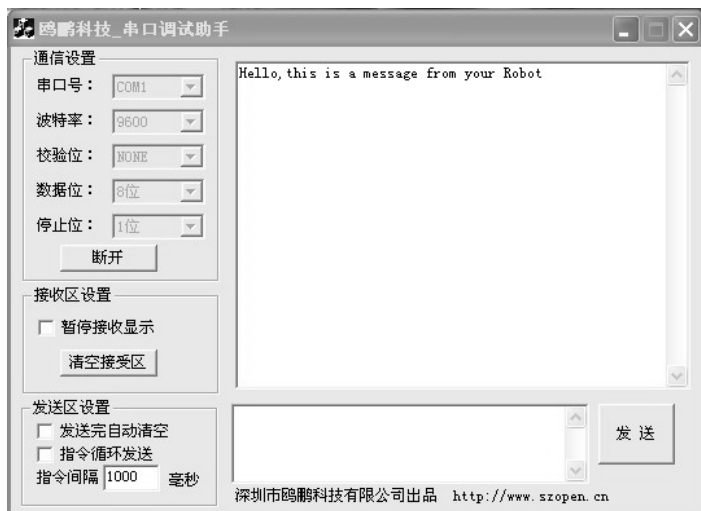 鸥鹏科技_串口调试助手
通信设置
串口号： COM1
波特率： 9600
校验位： NONE
数据位： 8位
停止位： 1位
断开
接收区设置
暂停接收显示
清空接受区
发送区设置
发送完自动清空
指令循环发送
指令间隔 1000 毫秒
Hello,this is a message from your Robot
发 送
深圳市鸥鹏科技有限公司出品 http://www.szopen.cn